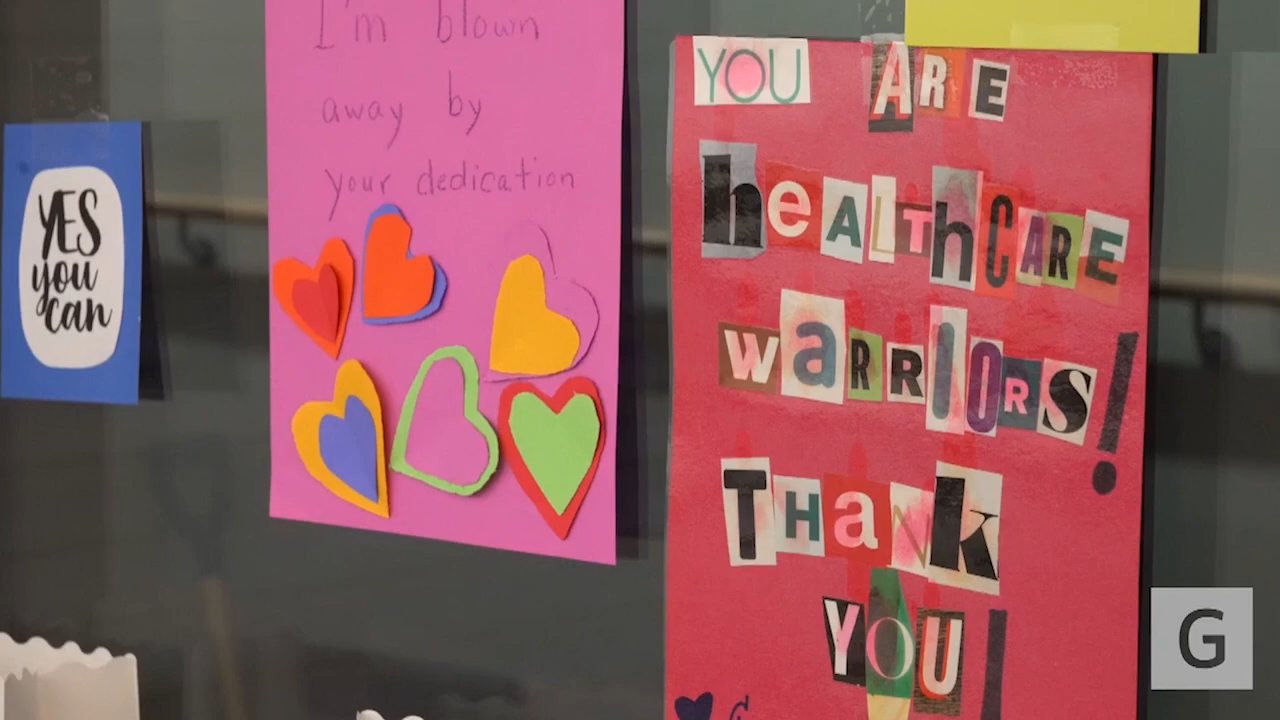 YES
you
can
I'm blown
away by
your dedication
YOU ARE
heALThCARE
WaRRIORS!
THaNk
YOU!
G